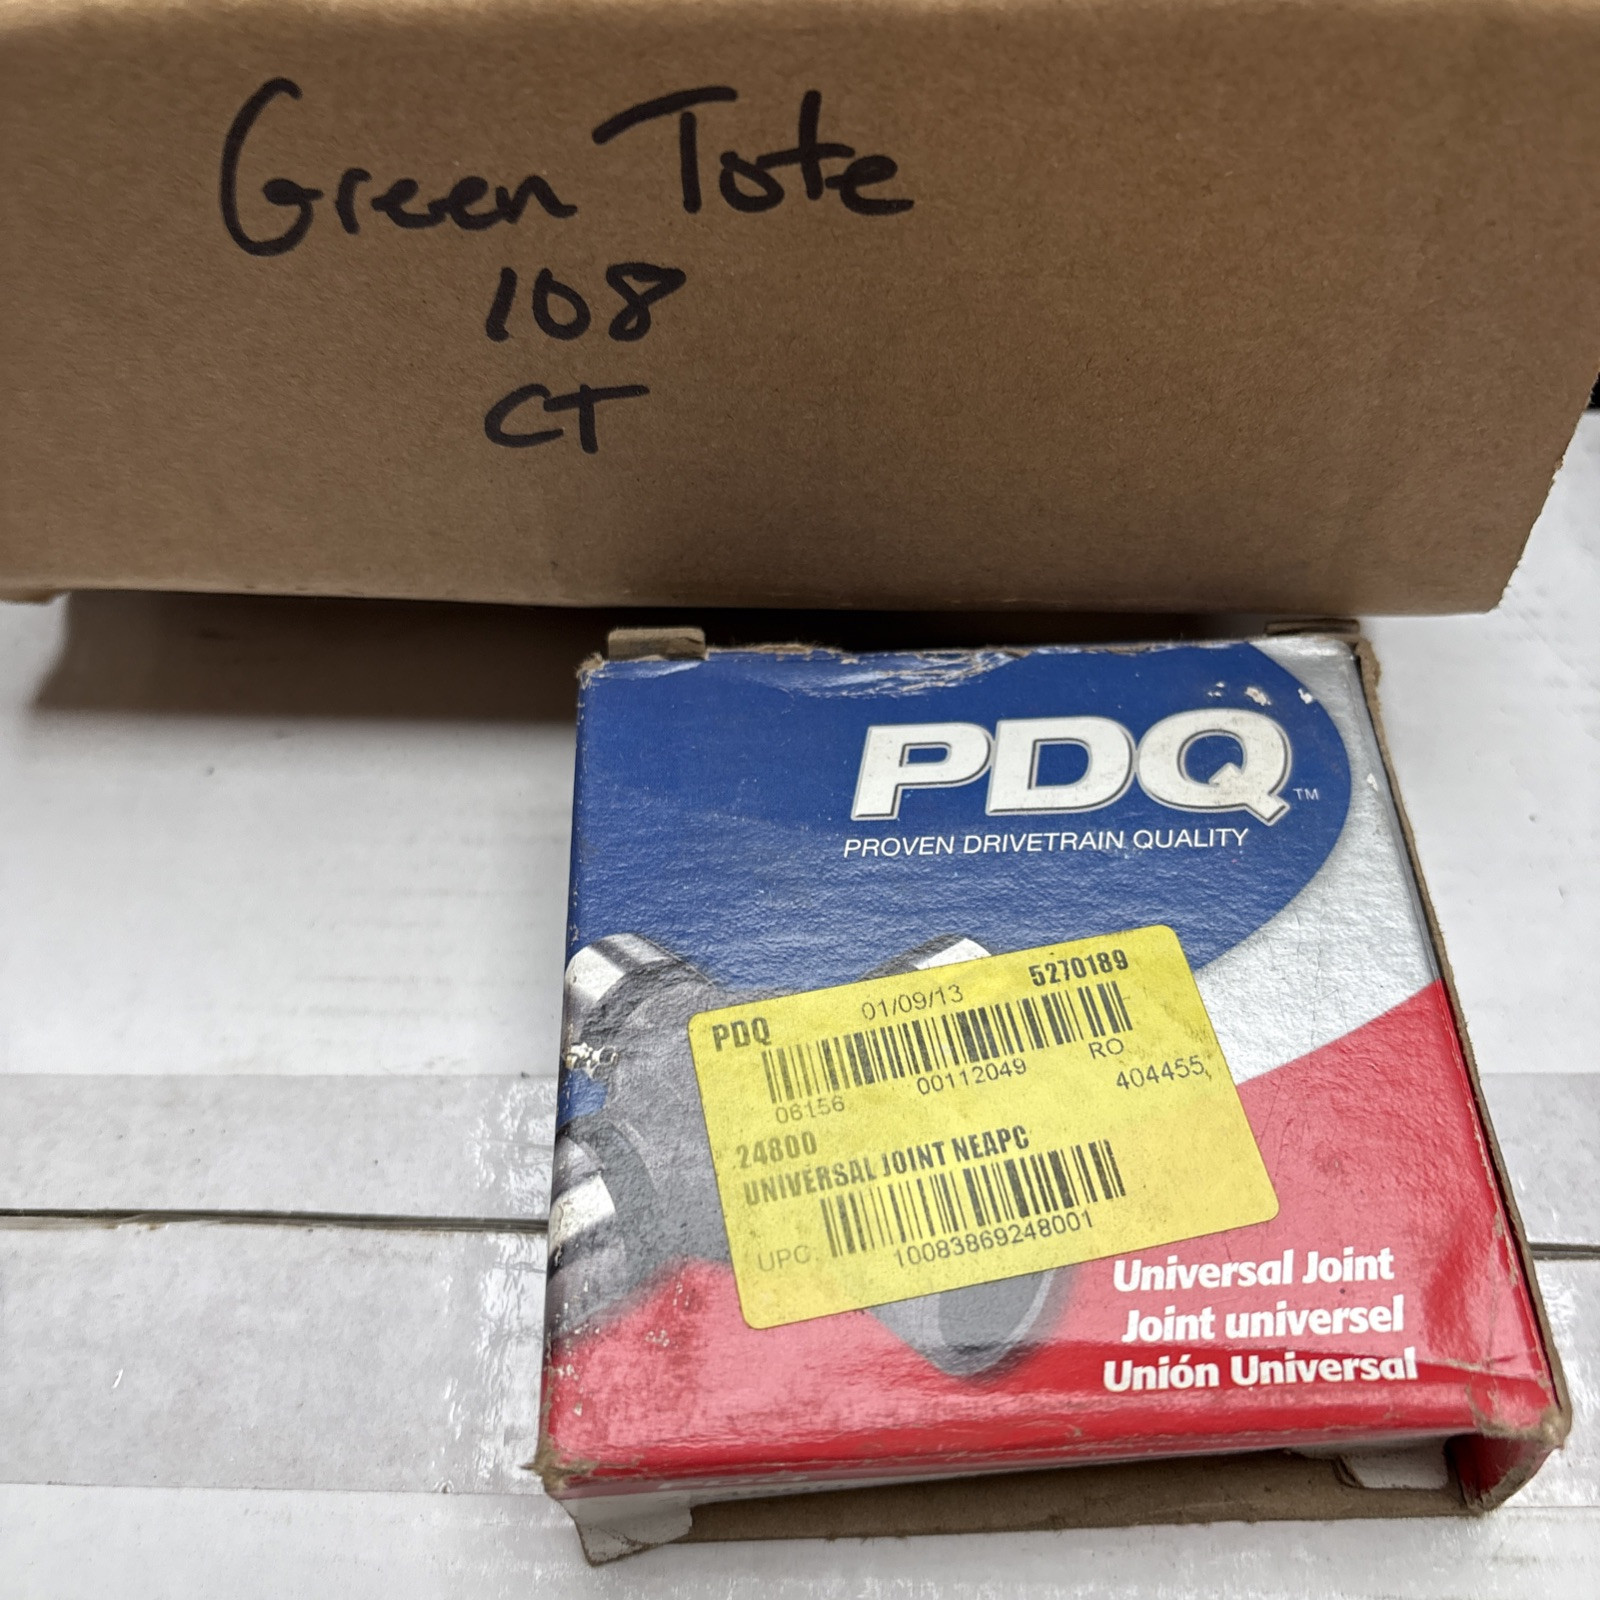 Green Tote
108
CT
PDQ™
PROVEN DRIVETRAIN QUALITY
PDQ 01/09/13 5270189
06156 00112049 RO
404455
24800
UNIVERSAL JOINT NEAPC
UPC. 10083869248001
Universal Joint
Joint universel
Unión Universal